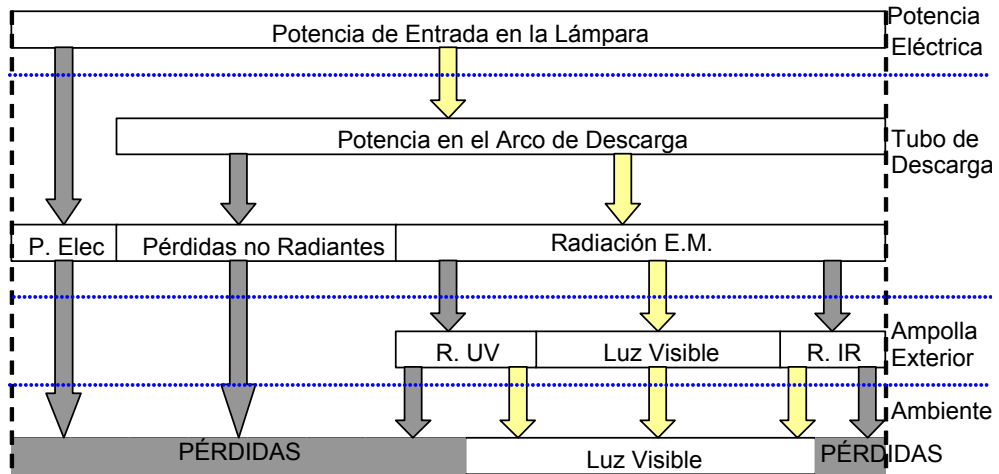 Potencia de Entrada en la Lámpara
Potencia
Eléctrica
Potencia en el Arco de Descarga
Tubo de
Descarga
P. Elec
Pérdidas no Radiantes
Radiación E.M.
R. UV
Luz Visible
R. IR
Ampolla
Exterior
Ambiente
PÉRDIDAS
Luz Visible
PÉRDIDAS